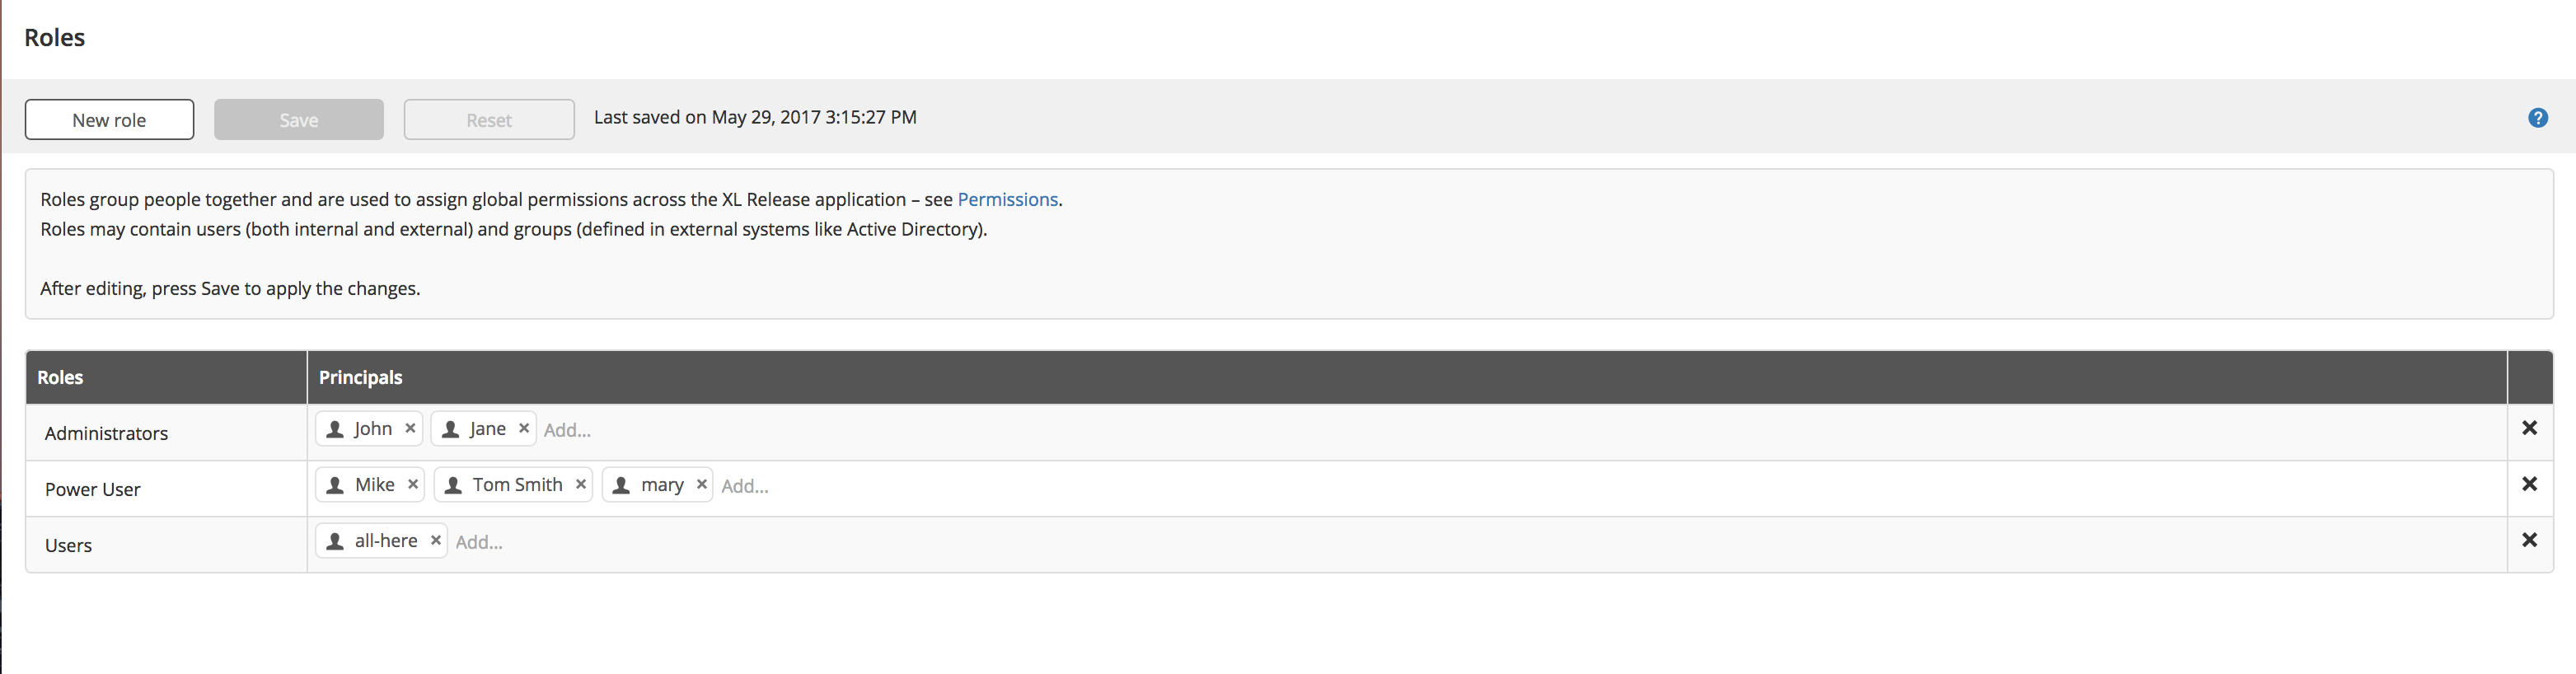 Roles
New role Save Reset Last saved on May 29, 2017 3:15:27 PM ?
Roles group people together and are used to assign global permissions across the XL Release application – see Permissions.
Roles may contain users (both internal and external) and groups (defined in external systems like Active Directory).
After editing, press Save to apply the changes.
Roles Principals
Administrators John × Jane × Add...
Power User Mike × Tom Smith × mary × Add...
Users all-here × Add...